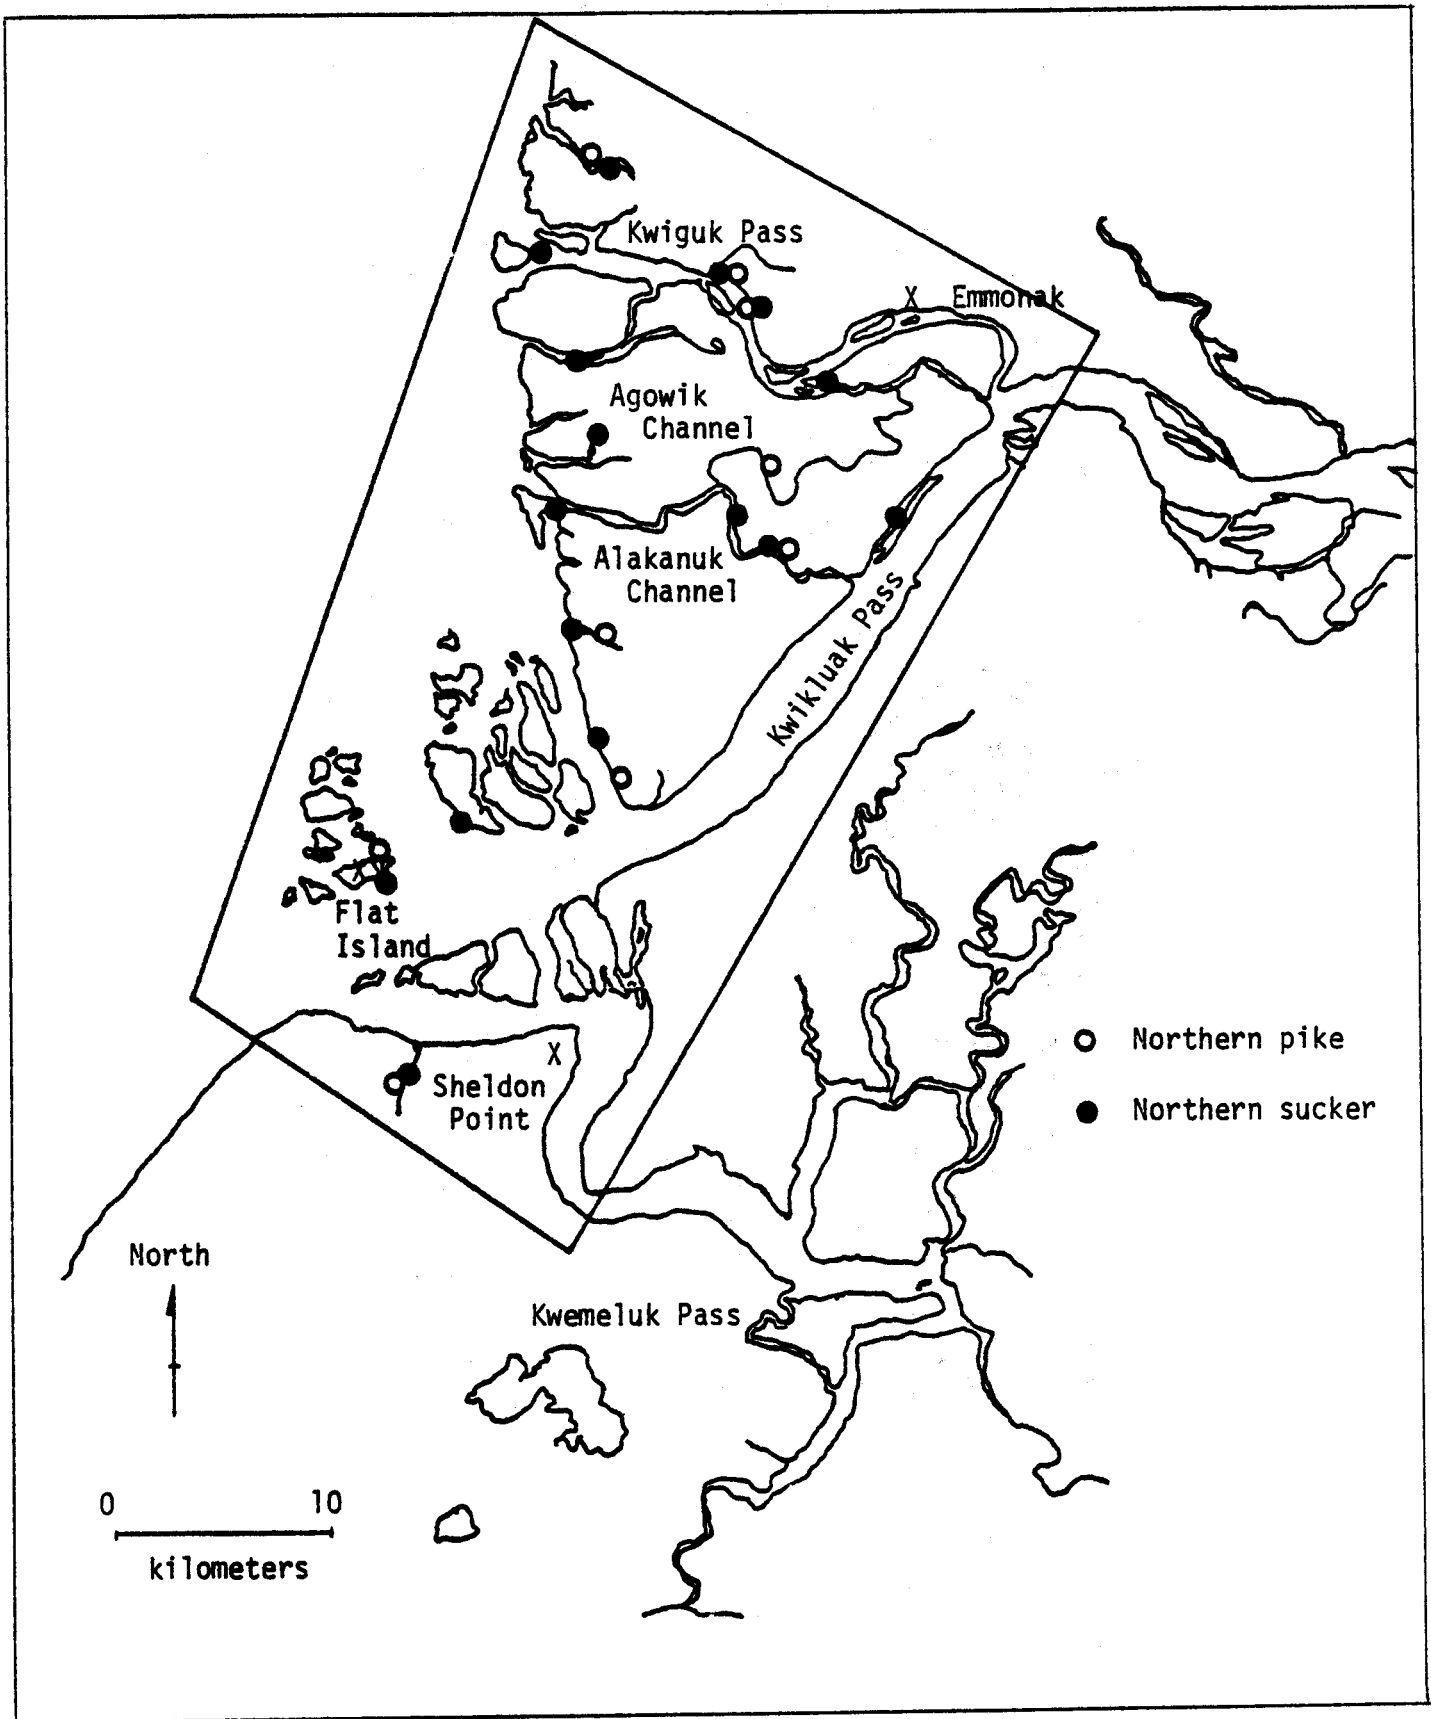 Kwiguk Pass
X Emmonak
Agowik
Channel
Alakanuk
Channel
Kwikluak Pass
Flat
Island
X
Sheldon
Point
Northern pike
Northern sucker
North
Kwemeluk Pass
0 10
kilometers